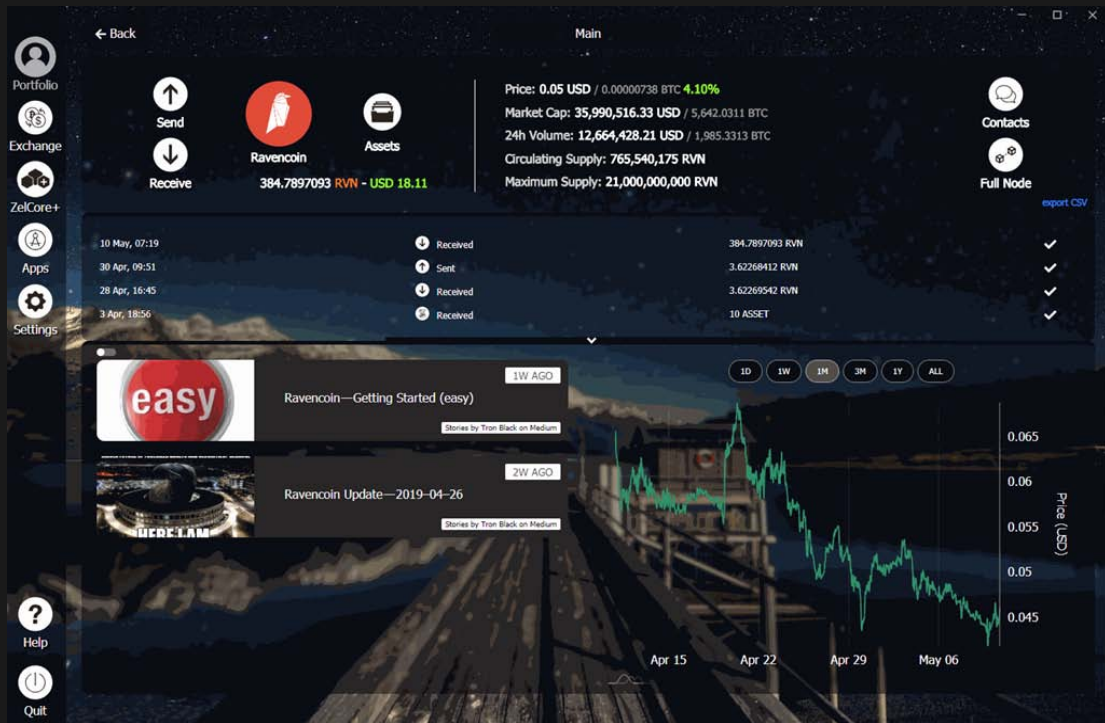 ← Back
Main
Portfolio
Exchange
ZelCore+
Apps
Settings
Help
Quit
Send
Receive
Ravencoin
Assets
384.7897093 RVN - USD 18.11
Price: 0.05 USD / 0.00000738 BTC 4.10%
Market Cap: 35,990,516.33 USD / 5,642.0311 BTC
24h Volume: 12,664,428.21 USD / 1,985.3313 BTC
Circulating Supply: 765,540,175 RVN
Maximum Supply: 21,000,000,000 RVN
Contacts
Full Node
export CSV
10 May, 07:19 Received 384.7897093 RVN
30 Apr, 09:51 Sent 3.62268412 RVN
28 Apr, 16:45 Received 3.62269542 RVN
3 Apr, 18:56 Received 10 ASSET
easy
1W AGO
Ravencoin—Getting Started (easy)
Stories by Tron Black on Medium
HERE I AM
2W AGO
Ravencoin Update—2019-04-26
Stories by Tron Black on Medium
1D 1W 1M 3M 1Y ALL
0.065
0.06
0.055
0.05
0.045
Price (USD)
Apr 15 Apr 22 Apr 29 May 06